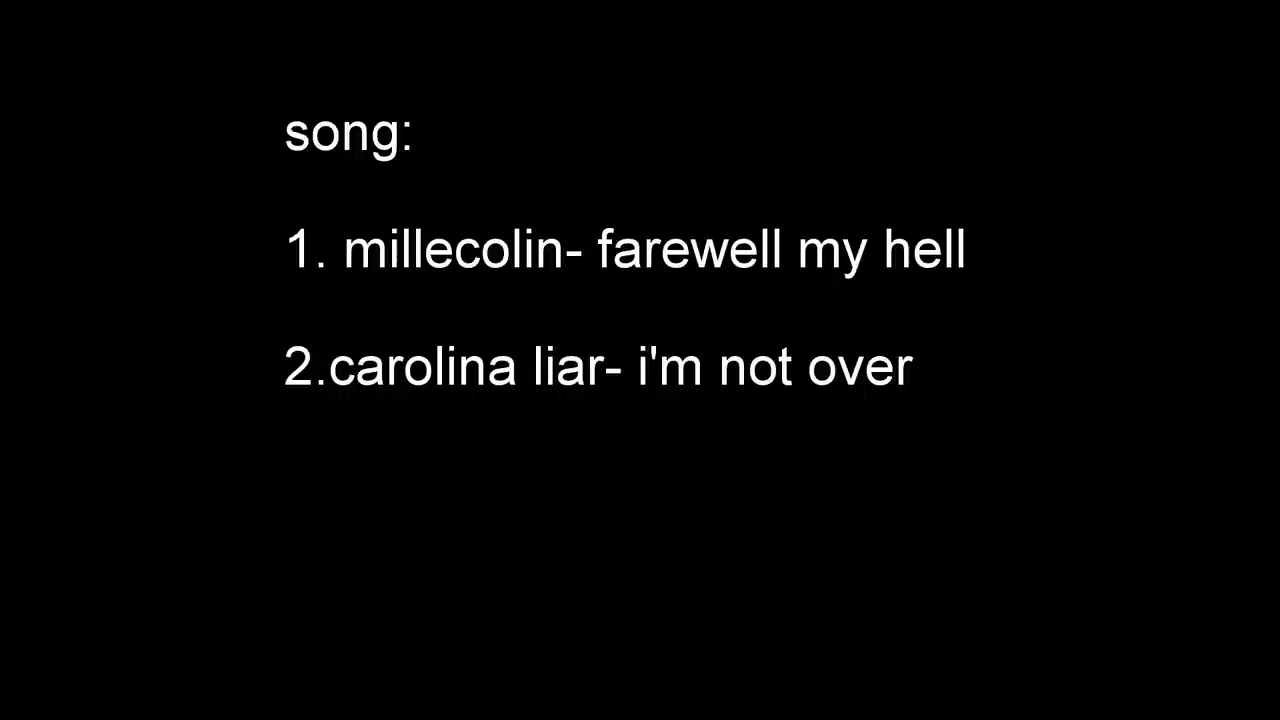 song:
1. millecolin- farewell my hell
2.carolina liar- i'm not over